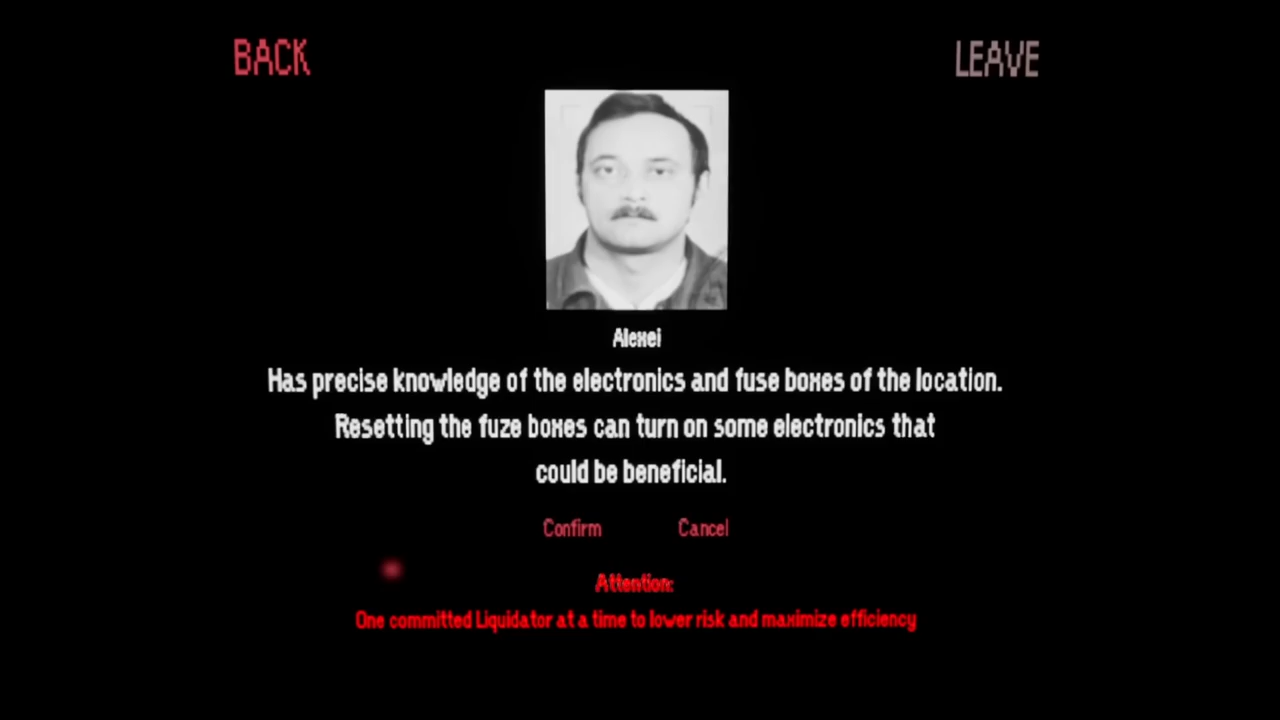 BACK
LEAVE
Alexei
Has precise knowledge of the electronics and fuse boxes of the location.
Resetting the fuze boxes can turn on some electronics that
could be beneficial.
Confirm
Cancel
Attention:
One committed Liquidator at a time to lower risk and maximize efficiency